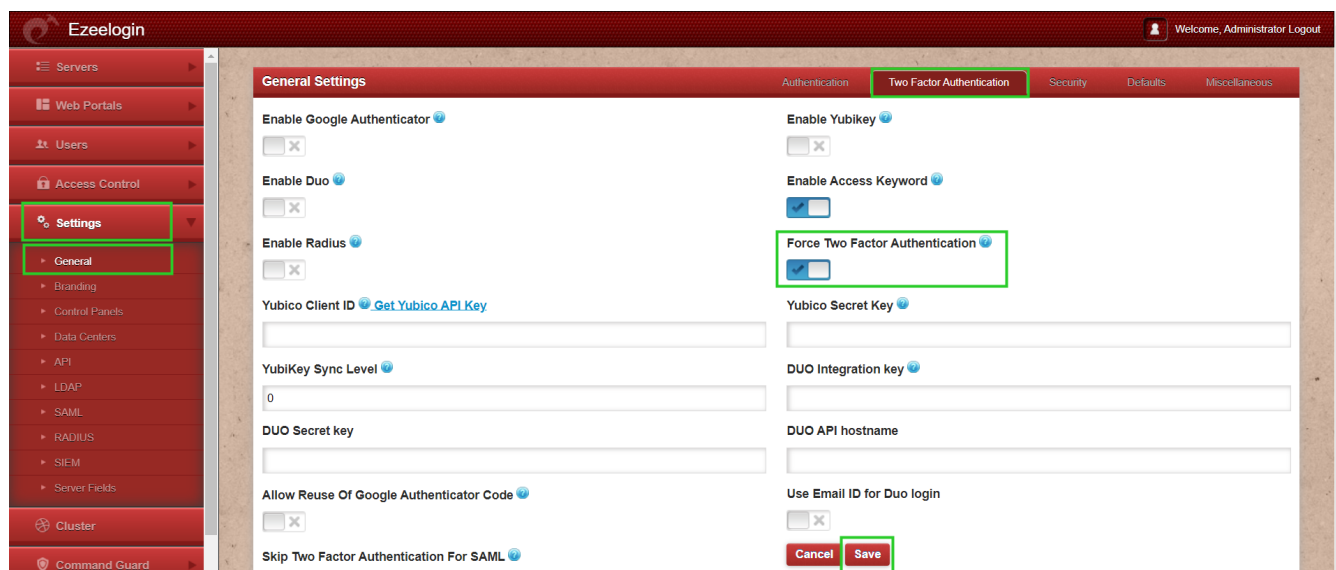 Ezeelogin
Welcome, Administrator Logout
Servers
Web Portals
Users
Access Control
Settings
General
Branding
Control Panels
Data Centers
API
LDAP
SAML
RADIUS
SIEM
Server Fields
Cluster
Command Guard
General Settings
Authentication
Two Factor Authentication
Security
Defaults
Miscellaneous
Enable Google Authenticator
Enable Yubikey
Enable Duo
Enable Access Keyword
Enable Radius
Force Two Factor Authentication
Yubico Client ID Get Yubico API Key
Yubico Secret Key
YubiKey Sync Level
0
DUO Integration key
DUO Secret key
DUO API hostname
Allow Reuse Of Google Authenticator Code
Use Email ID for Duo login
Skip Two Factor Authentication For SAML
Cancel
Save